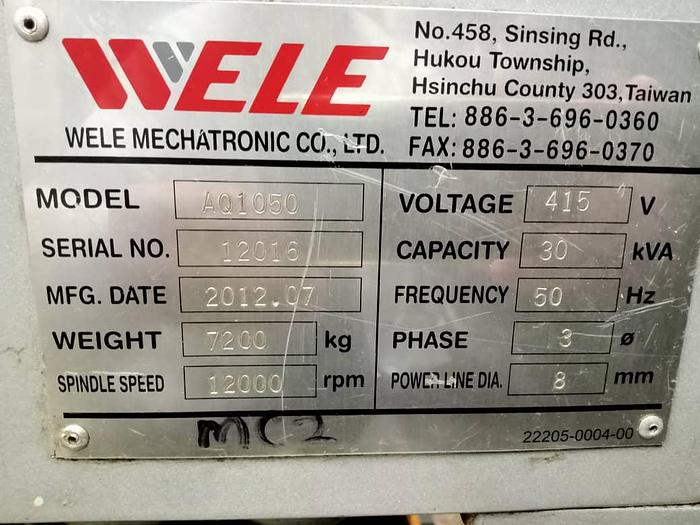 WELE
No.458, Sinsing Rd.,
Hukou Township,
Hsinchu County 303,Taiwan
TEL: 886-3-696-0360
WELE MECHATRONIC CO., LTD.
FAX: 886-3-696-0370
MODEL AQ1050
SERIAL NO. 12016
MFG. DATE 2012.07
WEIGHT 7200 kg
SPINDLE SPEED 12000 rpm
VOLTAGE 415 V
CAPACITY 30 kVA
FREQUENCY 50 Hz
PHASE 3 ø
POWER LINE DIA. 8 mm
MC2
22205-0004-00